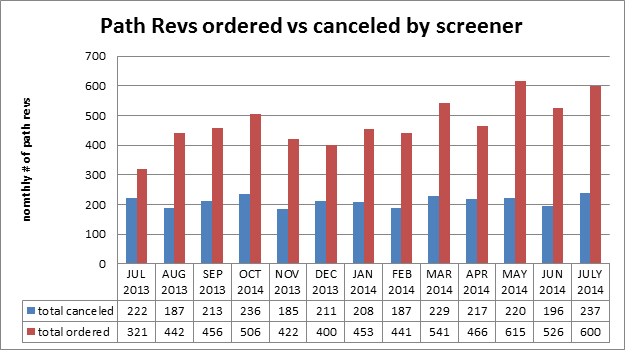 Path Revs ordered vs canceled by screener
nomthly # of path revs
700
600
500
400
300
200
100
0
JUL 2013 AUG 2013 SEP 2013 OCT 2014 NOV 2013 DEC 2013 JAN 2014 FEB 2014 MAR 2014 APR 2014 MAY 2014 JUN 2014 JULY 2014
total canceled 222 187 213 236 185 211 208 187 229 217 220 196 237
total ordered 321 442 456 506 422 400 453 441 541 466 615 526 600